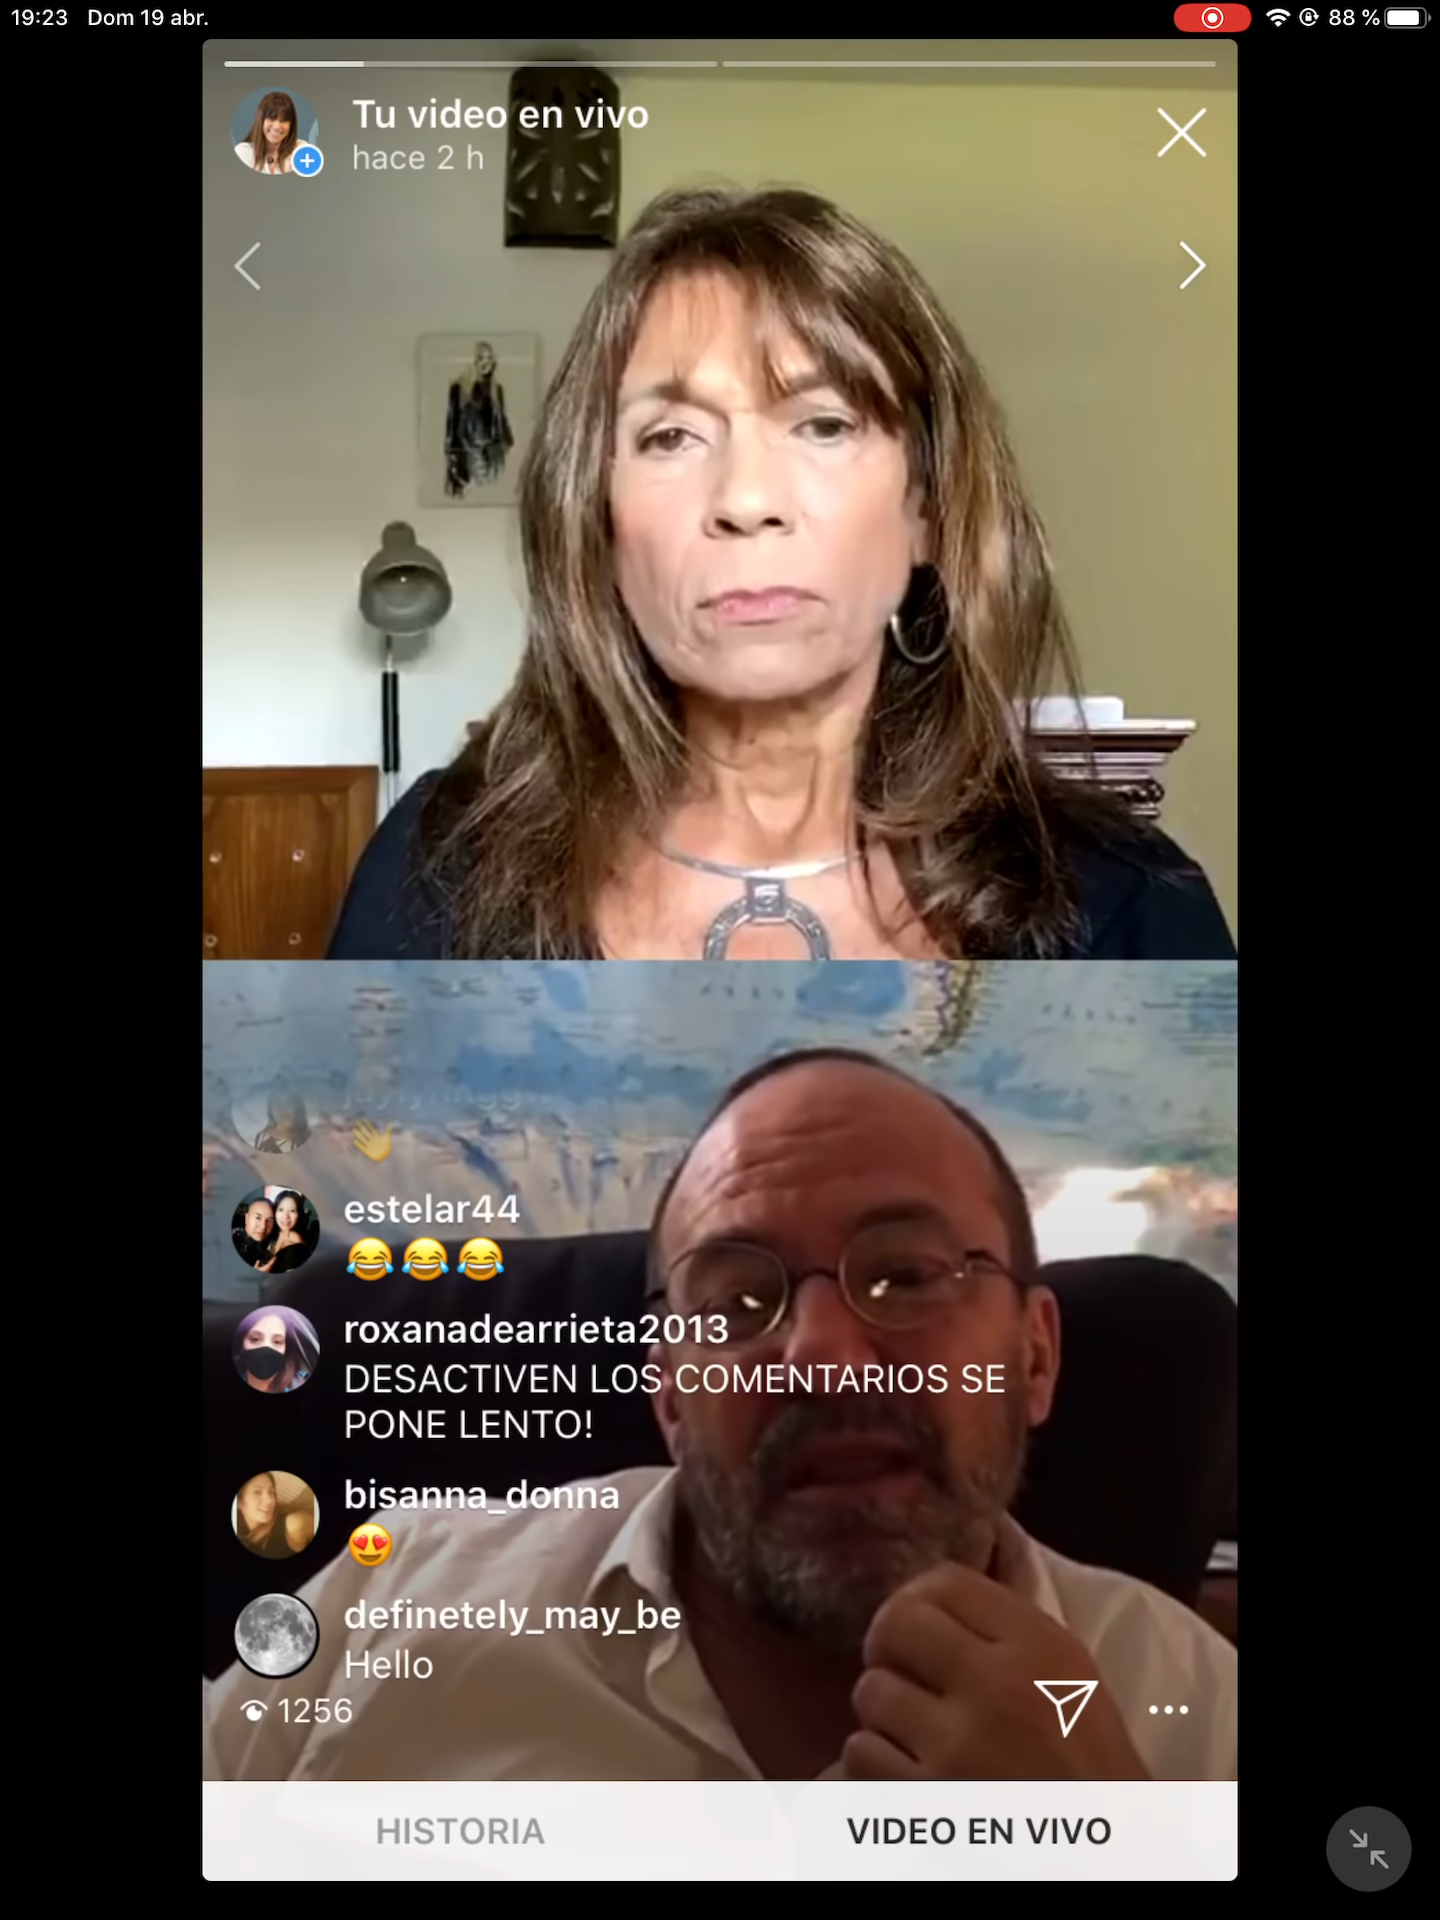 19:23 Dom 19 abr.
88 %
Tu video en vivo
hace 2 h
estelar44
😂😂😂
roxanadearrieta2013
DESACTIVEN LOS COMENTARIOS SE
PONE LENTO!
bisanna_donna
😍
definetely_may_be
Hello
1256
HISTORIA
VIDEO EN VIVO